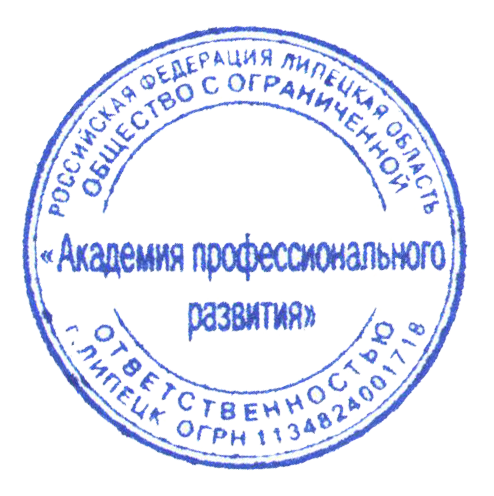 РОССИЙСКАЯ ФЕДЕРАЦИЯ ЛИПЕЦКАЯ ОБЛАСТЬ
ОБЩЕСТВО С ОГРАНИЧЕННОЙ
«Академия профессионального
развития»
ОТВЕТСТВЕННОСТЬЮ
г. ЛИПЕЦК ОГРН 1134824001718